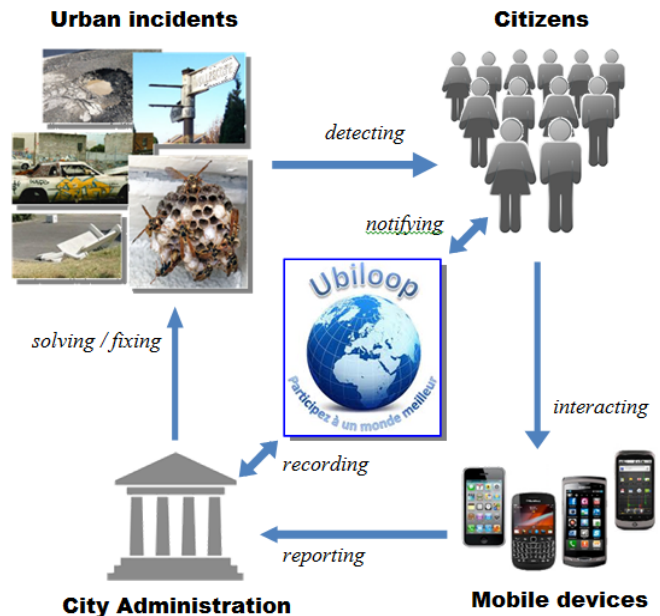 Urban incidents
Citizens
detecting
notifying
Ubiloop
Participez à un monde meilleur
solving / fixing
interacting
recording
reporting
City Administration
Mobile devices